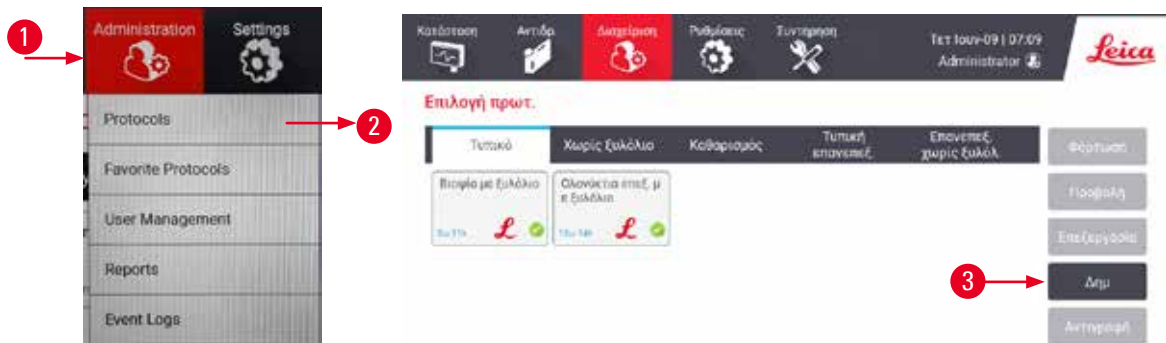 1
Administration Settings
Protocols
2
Favorite Protocols
User Management
Reports
Event Logs
Κατάσταση Αντιδρ Διαχείριση Ρυθμίσεις Συντήρηση
Τετ Ιουν-09 | 07:09
Administrator
Leica
Επιλογή πρωτ.
Τυπικό Χωρίς ξυλόλιο Καθαρισμός Τυπική επανεπεξ. Επανεπεξ. χωρίς ξυλόλ.
Φόρτωση
Βιοψία με ξυλόλιο
Ολονύκτια επεξ. μ
ε ξυλόλιο
Προβολή
Επεξεργασία
3
Δημ
Αντιγραφή